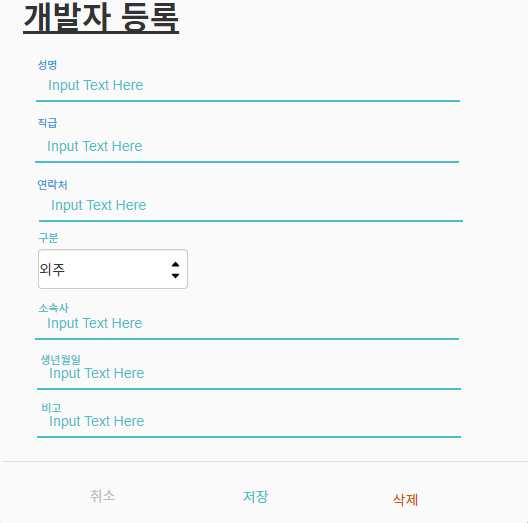 개발자 등록
성명
Input Text Here
직급
Input Text Here
연락처
Input Text Here
구분
외주
소속사
Input Text Here
생년월일
Input Text Here
비고
Input Text Here
취소 저장 삭제